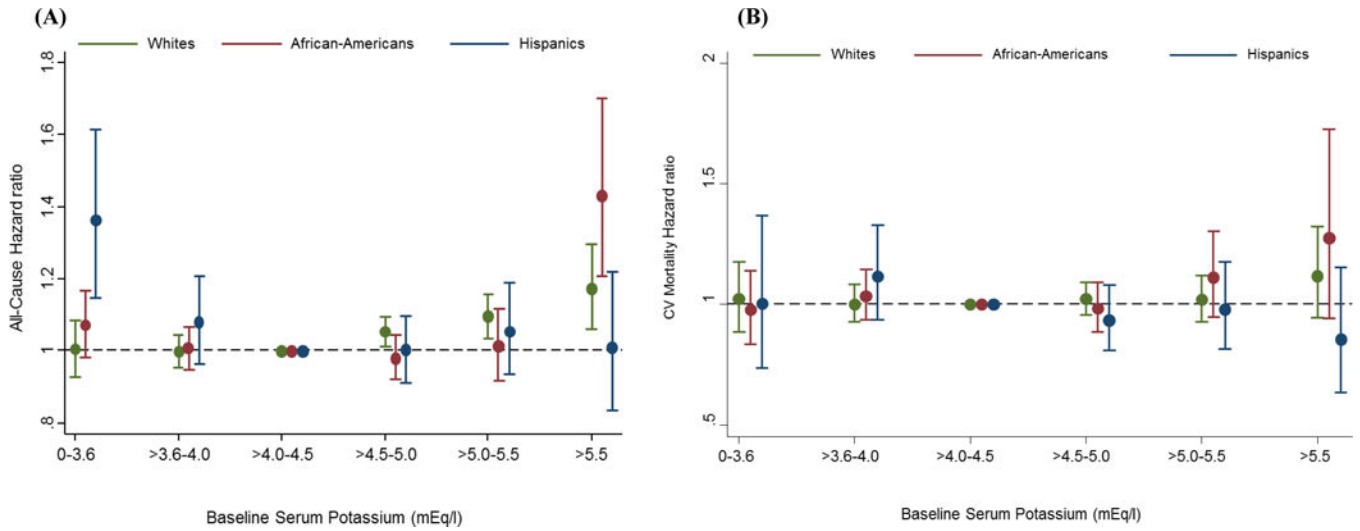 (A)
Whites African-Americans Hispanics
All-Cause Hazard ratio
1.8
1.6
1.4
1.2
1
.8
0-3.6 >3.6-4.0 >4.0-4.5 >4.5-5.0 >5.0-5.5 >5.5
Baseline Serum Potassium (mEq/l)
(B)
Whites African-Americans Hispanics
CV Mortality Hazard ratio
2
1.5
1
.5
0-3.6 >3.6-4.0 >4.0-4.5 >4.5-5.0 >5.0-5.5 >5.5
Baseline Serum Potassium (mEq/l)